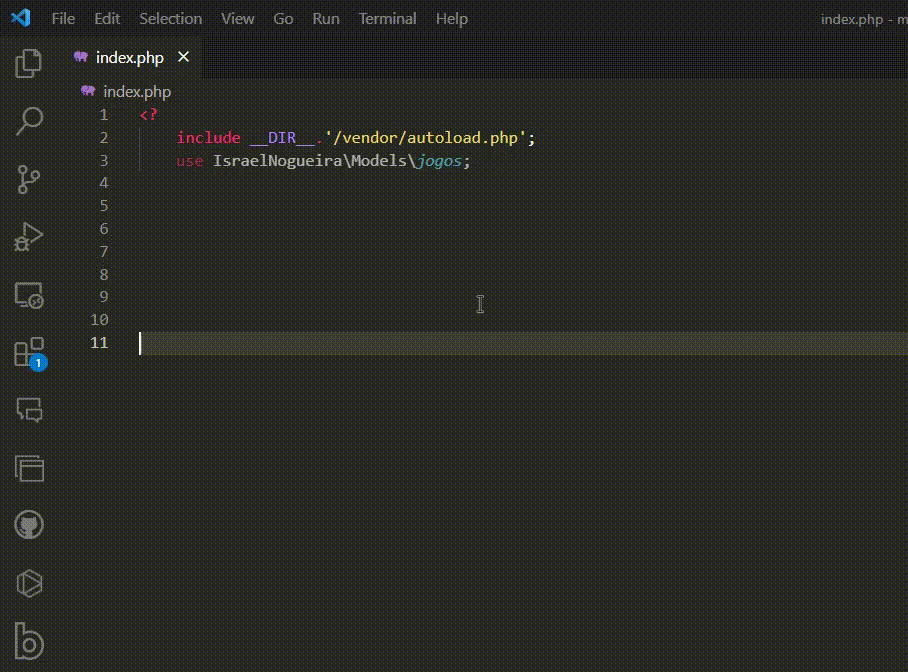 File Edit Selection View Go Run Terminal Help index.php - m
index.php
index.php
1 <?
2 include __DIR__.'/vendor/autoload.php';
3 use IsraelNogueira\Models\jogos;
4
5
6
7
8
9
10
11
1